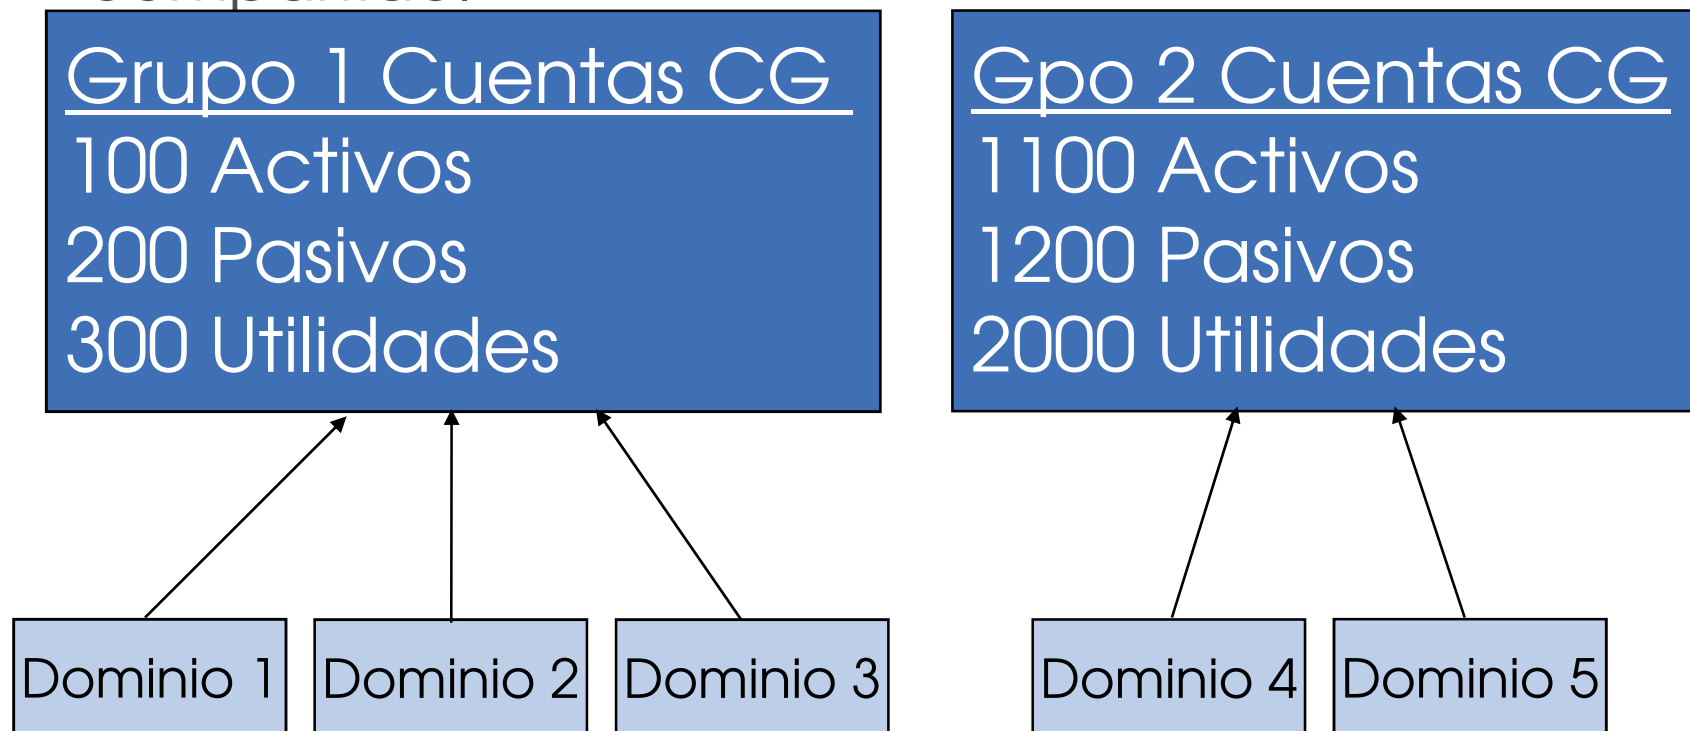 Grupo 1 Cuentas CG
100 Activos
200 Pasivos
300 Utilidades
Gpo 2 Cuentas CG
1100 Activos
1200 Pasivos
2000 Utilidades
Dominio 1
Dominio 2
Dominio 3
Dominio 4
Dominio 5